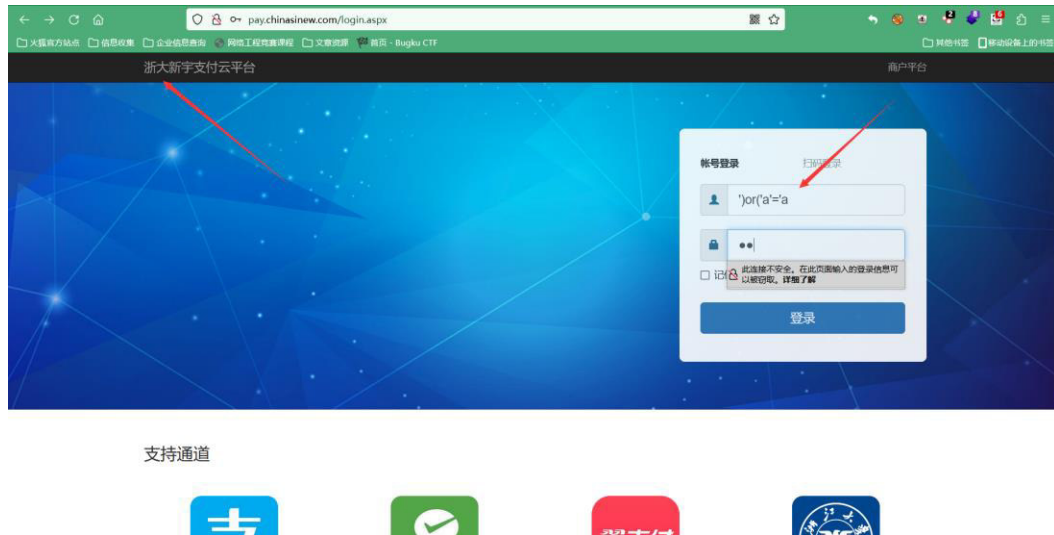 pay.chinasinew.com/login.aspx
火狐官方站点 信息收集 企业信息查询 网络工程竞赛课程 文章资源 首页 - Bugku CTF 其他书签 移动设备上的书签
浙大新宇支付云平台 商户平台
帐号登录 扫码登录
')or('a'='a
此连接不安全。在此页面输入的登录信息可
以被窃取。详细了解
登录
支持通道
支
翼支付